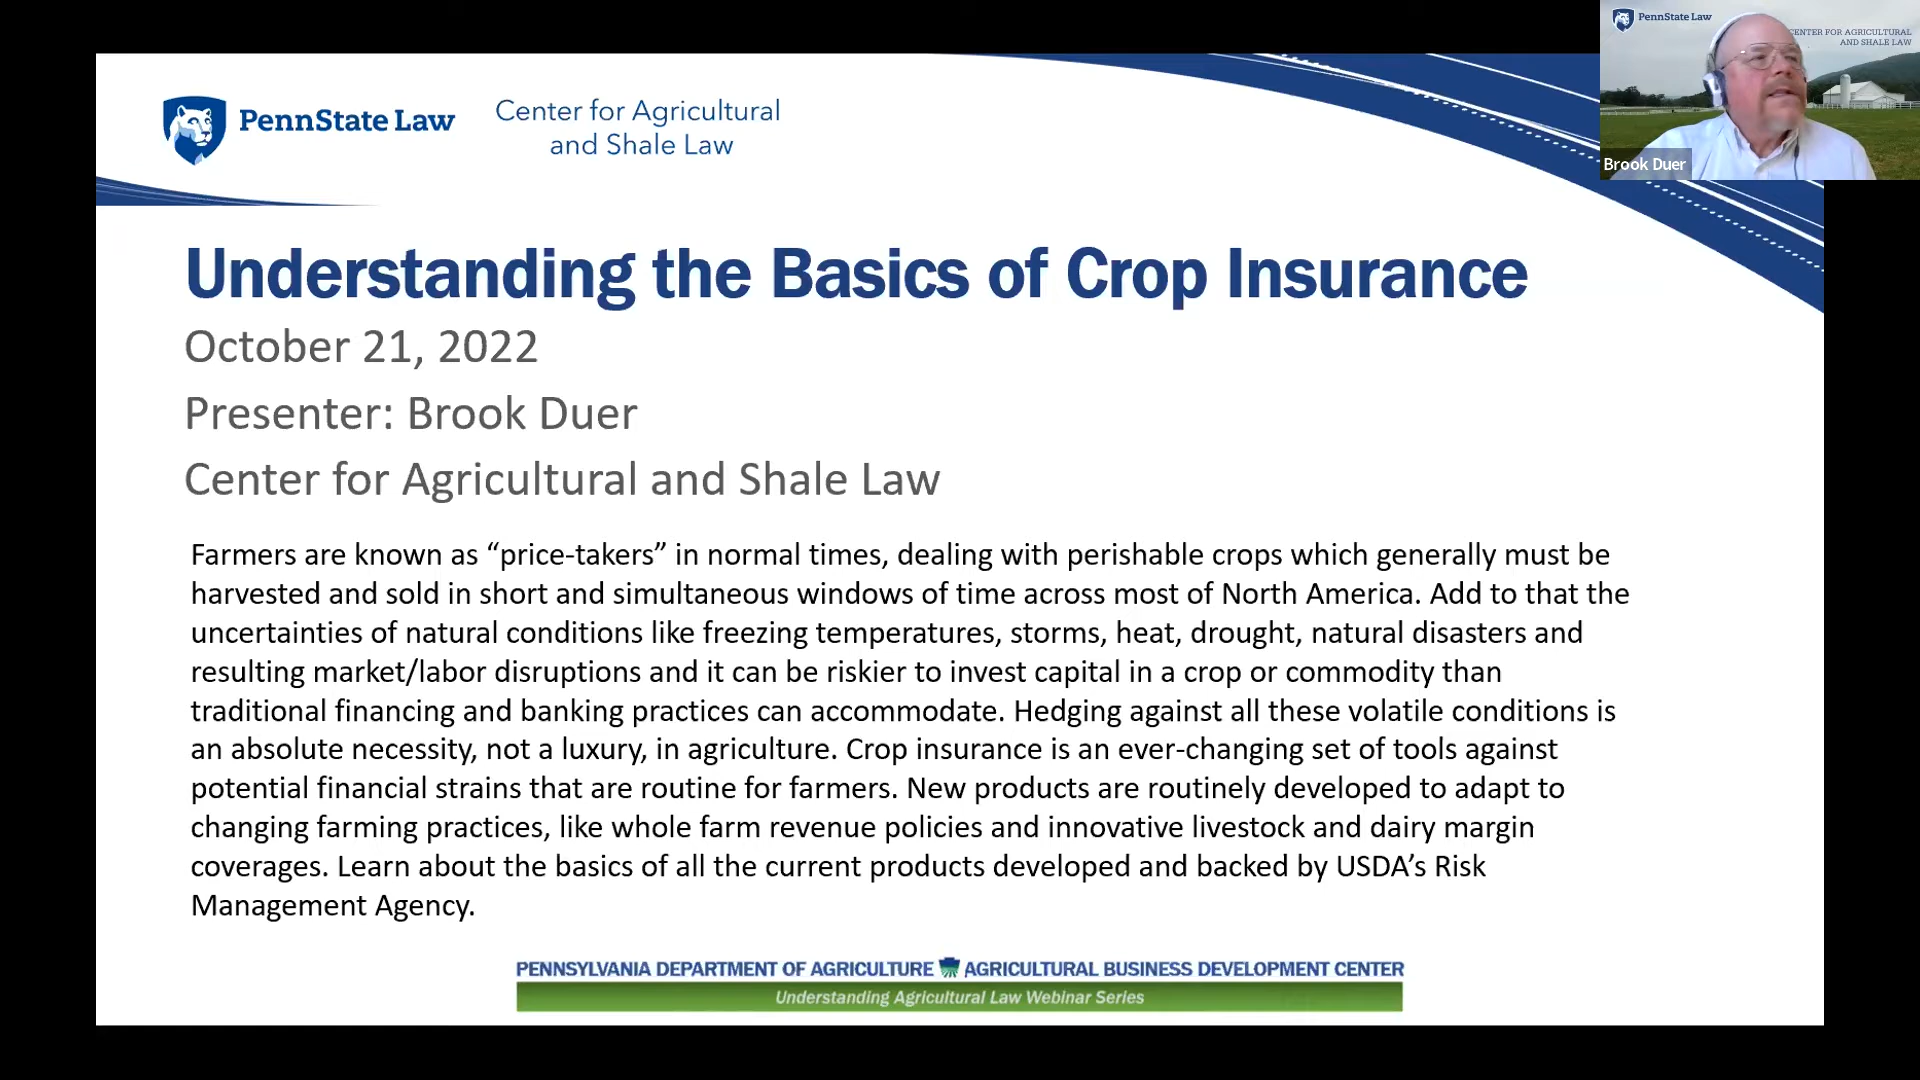 PennState Law
Center for Agricultural
and Shale Law
PennState Law
CENTER FOR AGRICULTURAL
AND SHALE LAW
Brook Duer
Understanding the Basics of Crop Insurance
October 21, 2022
Presenter: Brook Duer
Center for Agricultural and Shale Law
Farmers are known as “price-takers” in normal times, dealing with perishable crops which generally must be
harvested and sold in short and simultaneous windows of time across most of North America. Add to that the
uncertainties of natural conditions like freezing temperatures, storms, heat, drought, natural disasters and
resulting market/labor disruptions and it can be riskier to invest capital in a crop or commodity than
traditional financing and banking practices can accommodate. Hedging against all these volatile conditions is
an absolute necessity, not a luxury, in agriculture. Crop insurance is an ever-changing set of tools against
potential financial strains that are routine for farmers. New products are routinely developed to adapt to
changing farming practices, like whole farm revenue policies and innovative livestock and dairy margin
coverages. Learn about the basics of all the current products developed and backed by USDA’s Risk
Management Agency.
PENNSYLVANIA DEPARTMENT OF AGRICULTURE AGRICULTURAL BUSINESS DEVELOPMENT CENTER
Understanding Agricultural Law Webinar Series